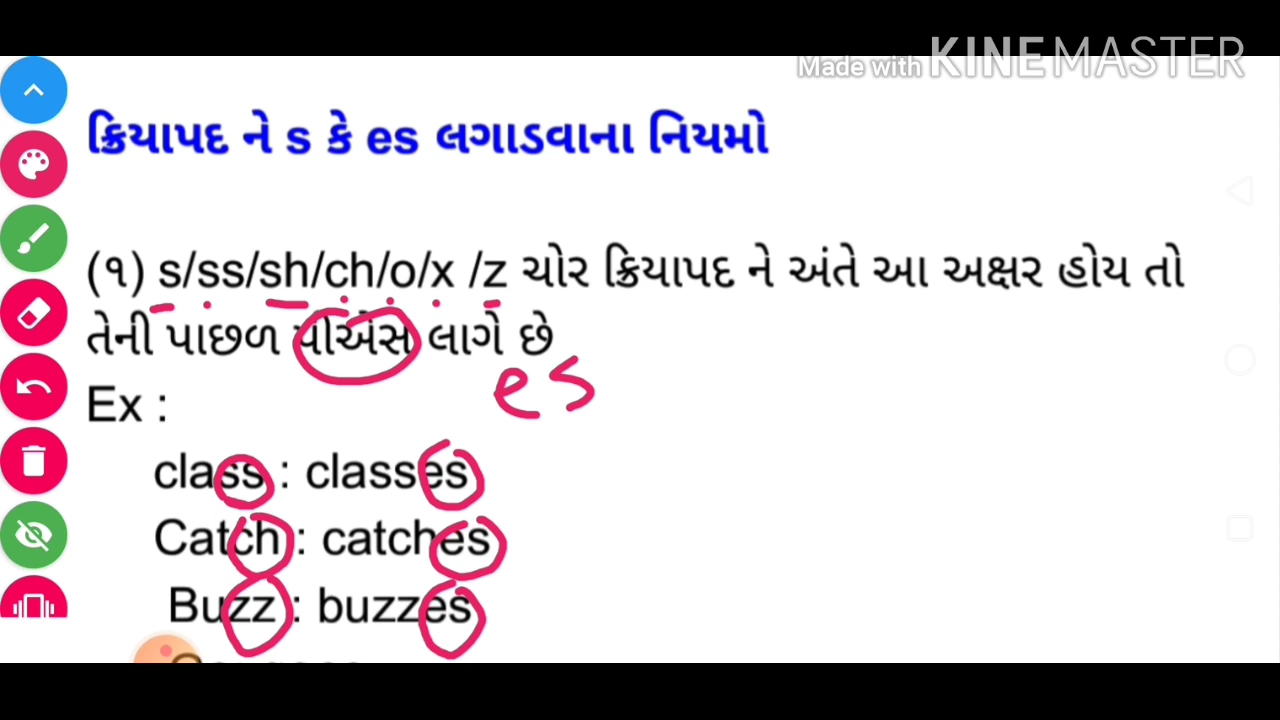 Made with KINEMASTER
ક્રિયાપદ ને s કે es લગાડવાના નિયમો
(૧) s/ss/sh/ch/o/x /z ચોર ક્રિયાપદ ને અંતે આ અક્ષર હોય તો
તેની પાછળ યીએસ લાગે છે
es
Ex :
class : classes
Catch : catches
Buzz : buzzes